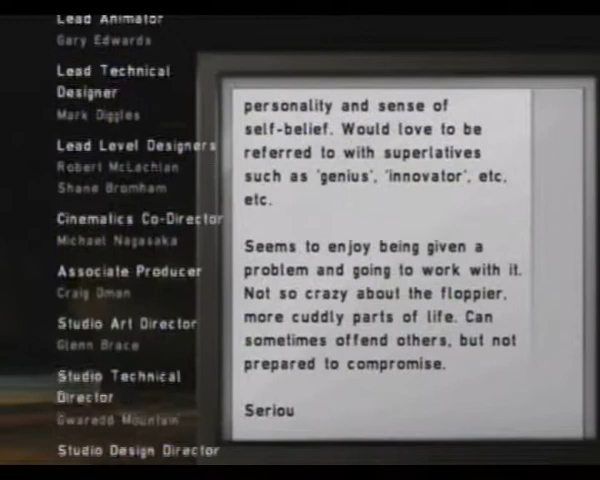 Lead Animator
Gary Edwards
Lead Technical
Designer
Mark Diggles
Lead Level Designers
Robert McLachlan
Shane Bromham
Cinematics Co-Director
Michael Nagasaka
Associate Producer
Craig Oman
Studio Art Director
Glenn Brace
Studio Technical
Director
Gwaredd Mountain
Studio Design Director
personality and sense of
self-belief. Would love to be
referred to with superlatives
such as 'genius', 'innovator', etc,
etc.
Seems to enjoy being given a
problem and going to work with it.
Not so crazy about the floppier,
more cuddly parts of life. Can
sometimes offend others, but not
prepared to compromise.
Seriou